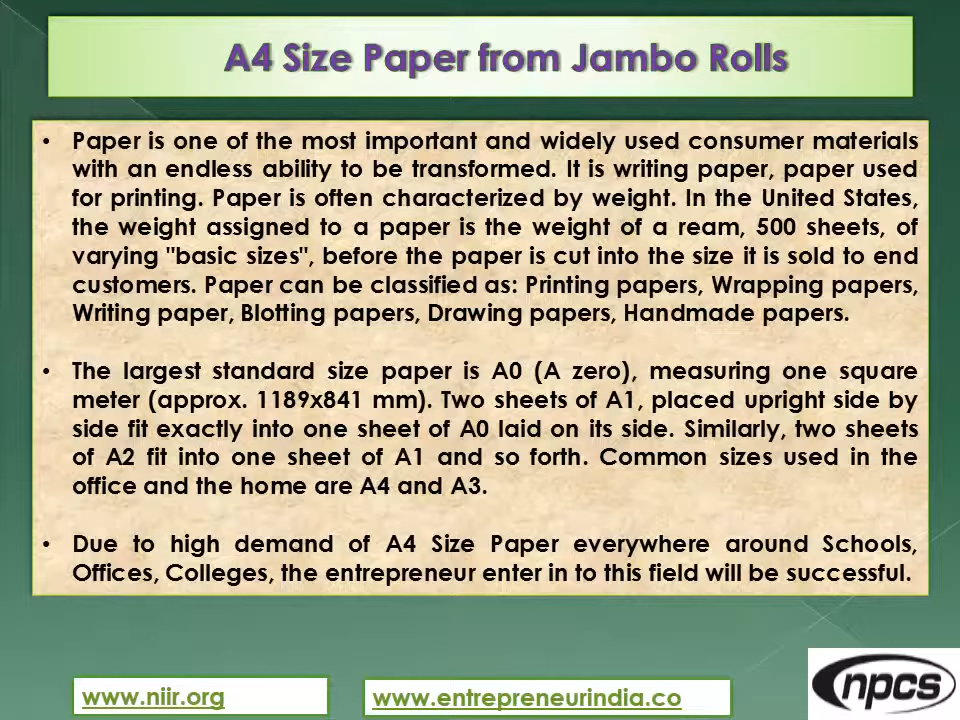 A4 Size Paper from Jambo Rolls
• Paper is one of the most important and widely used consumer materials
with an endless ability to be transformed. It is writing paper, paper used
for printing. Paper is often characterized by weight. In the United States,
the weight assigned to a paper is the weight of a ream, 500 sheets, of
varying "basic sizes", before the paper is cut into the size it is sold to end
customers. Paper can be classified as: Printing papers, Wrapping papers,
Writing paper, Blotting papers, Drawing papers, Handmade papers.
• The largest standard size paper is A0 (A zero), measuring one square
meter (approx. 1189x841 mm). Two sheets of A1, placed upright side by
side fit exactly into one sheet of A0 laid on its side. Similarly, two sheets
of A2 fit into one sheet of A1 and so forth. Common sizes used in the
office and the home are A4 and A3.
• Due to high demand of A4 Size Paper everywhere around Schools,
Offices, Colleges, the entrepreneur enter in to this field will be successful.
www.niir.org
www.entrepreneurindia.co
npcs